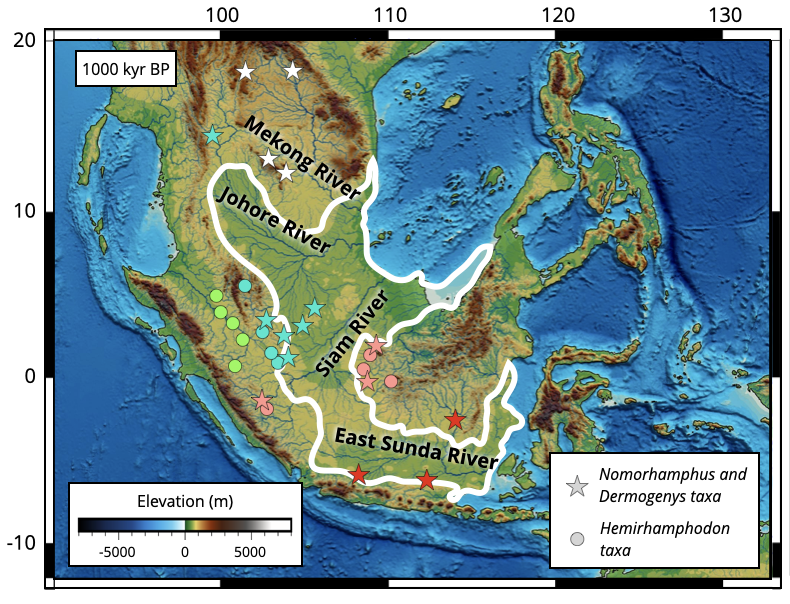 100 110 120 130
20
10
0
-10
1000 kyr BP
Mekong River
Johore River
Siam River
East Sunda River
Elevation (m)
-5000 0 5000
Nomorhamphus and
Dermogenys taxa
Hemirhamphodon
taxa